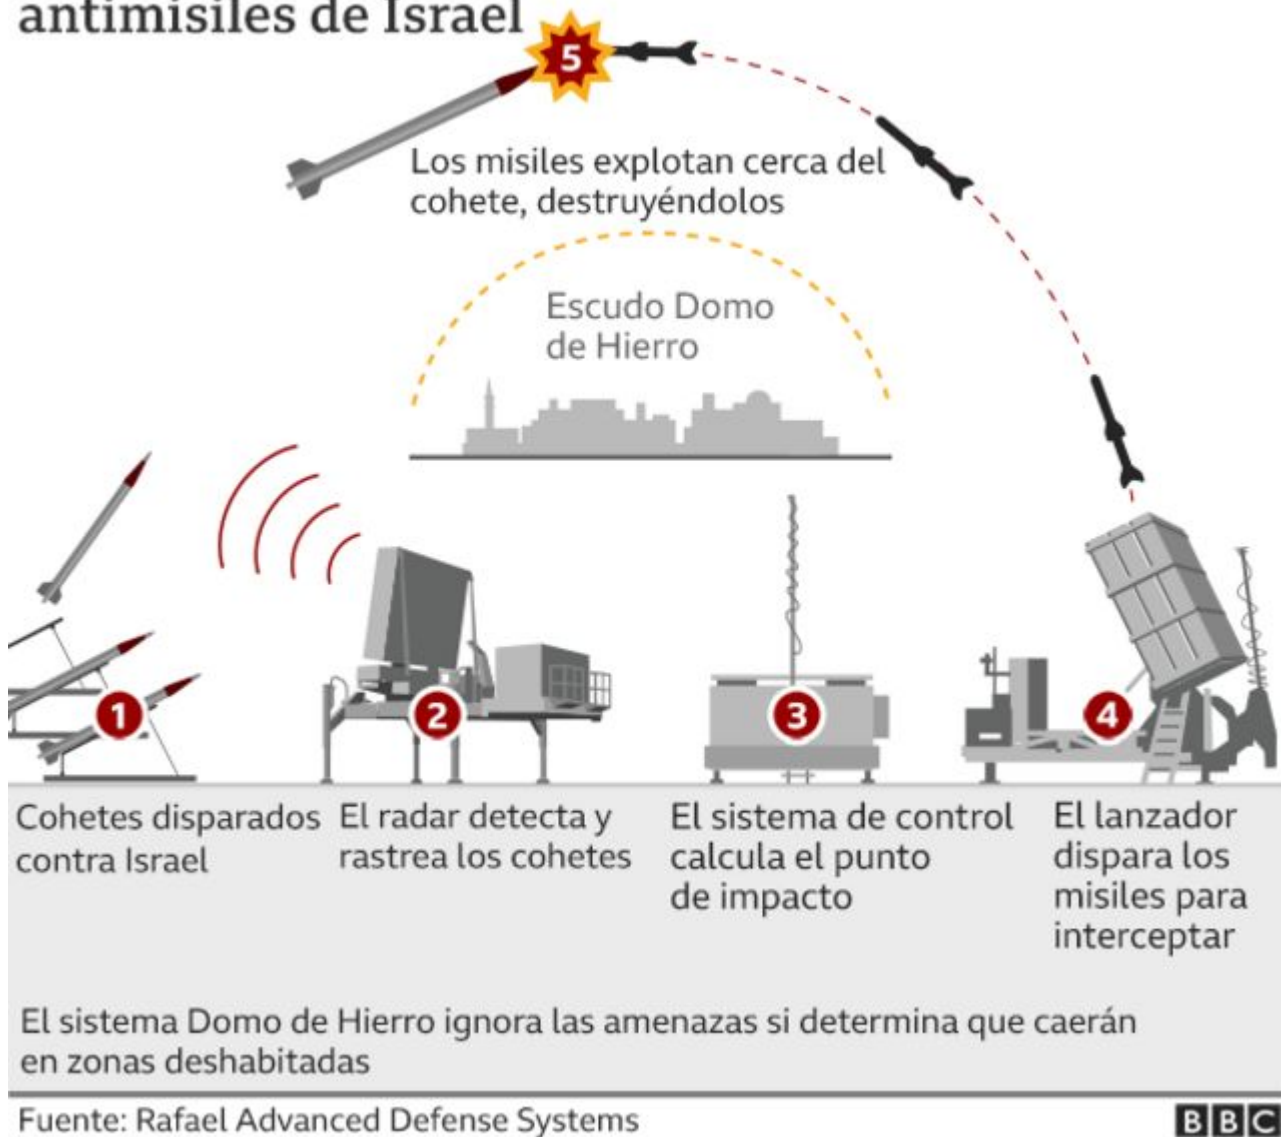 antimisiles de Israel
5
Los misiles explotan cerca del
cohete, destruyéndolos
Escudo Domo
de Hierro
1
2
3
4
Cohetes disparados
contra Israel
El radar detecta y
rastrea los cohetes
El sistema de control
calcula el punto
de impacto
El lanzador
dispara los
misiles para
interceptar
El sistema Domo de Hierro ignora las amenazas si determina que caerán
en zonas deshabitadas
Fuente: Rafael Advanced Defense Systems
BBC